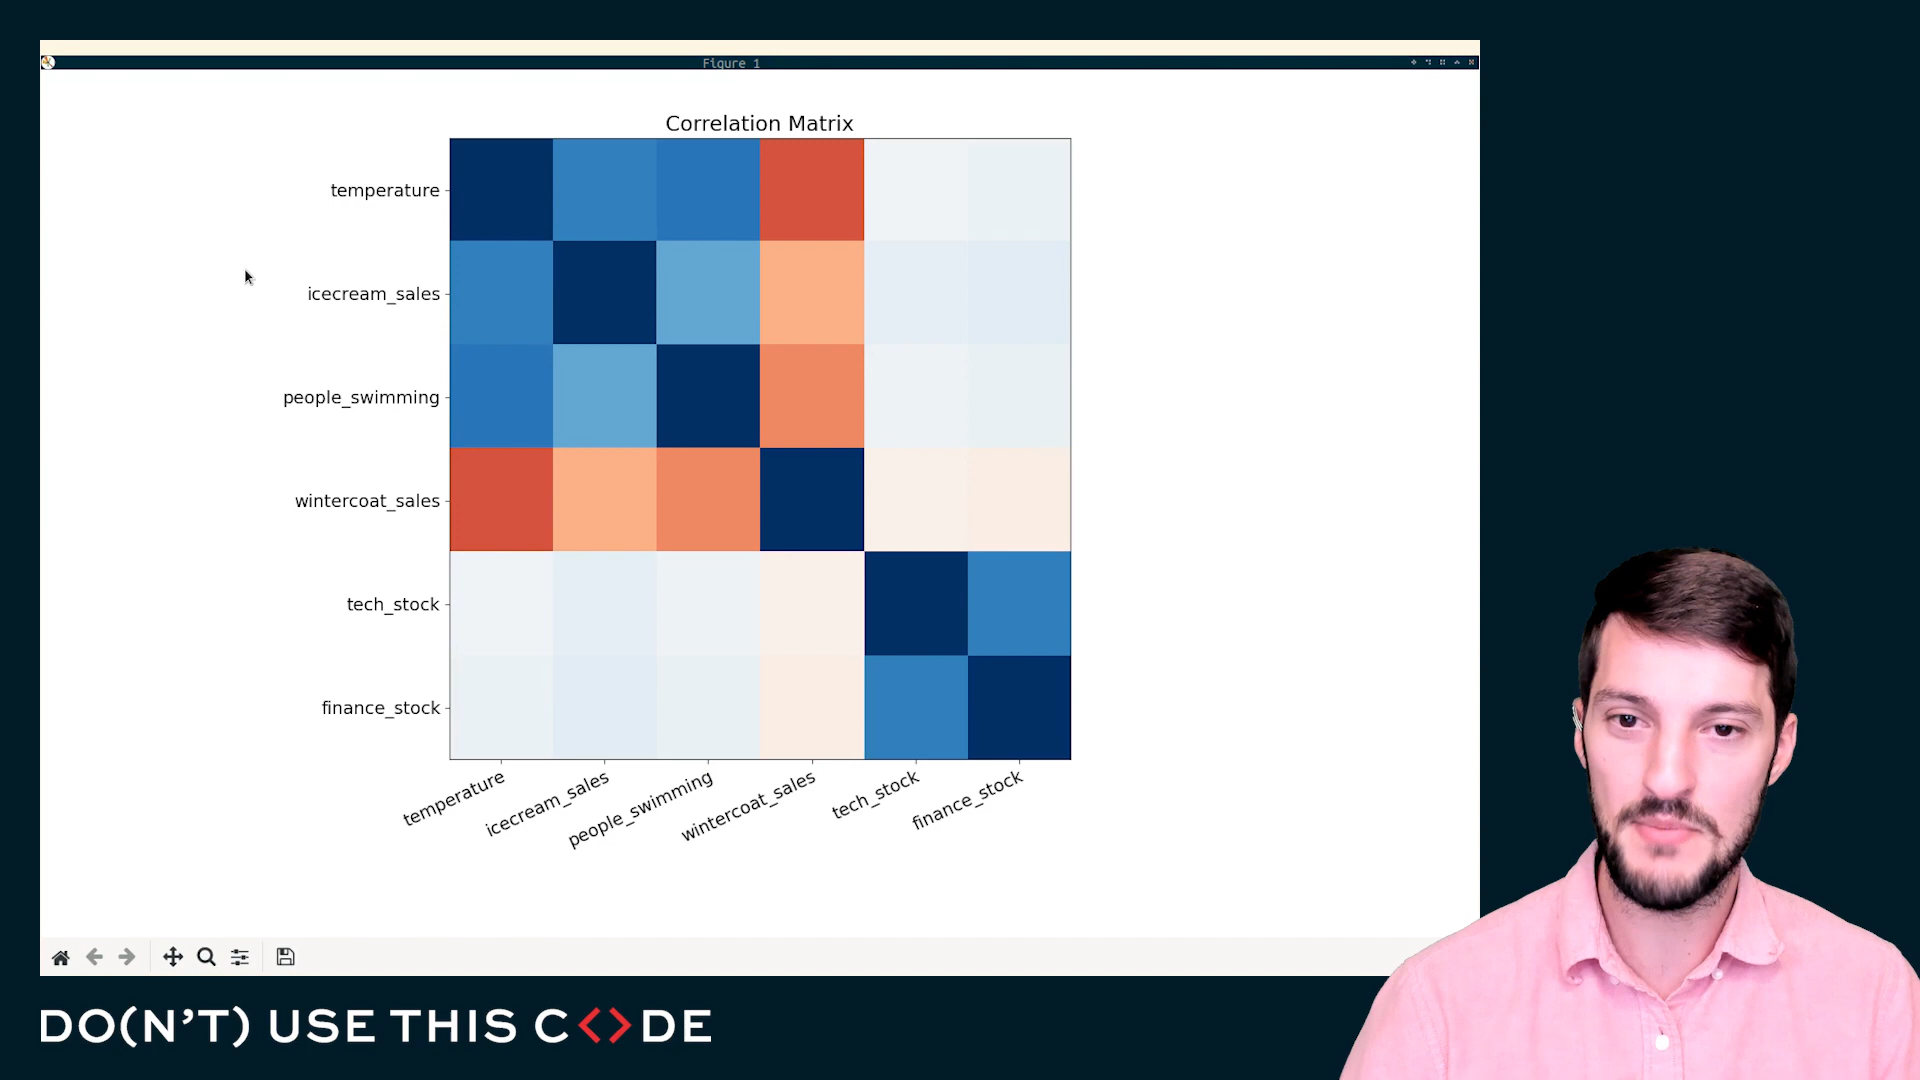 Figure 1
Correlation Matrix
temperature
icecream_sales
people_swimming
wintercoat_sales
tech_stock
finance_stock
temperature
icecream_sales
people_swimming
wintercoat_sales
tech_stock
finance_stock
DO(N'T) USE THIS C<>DE